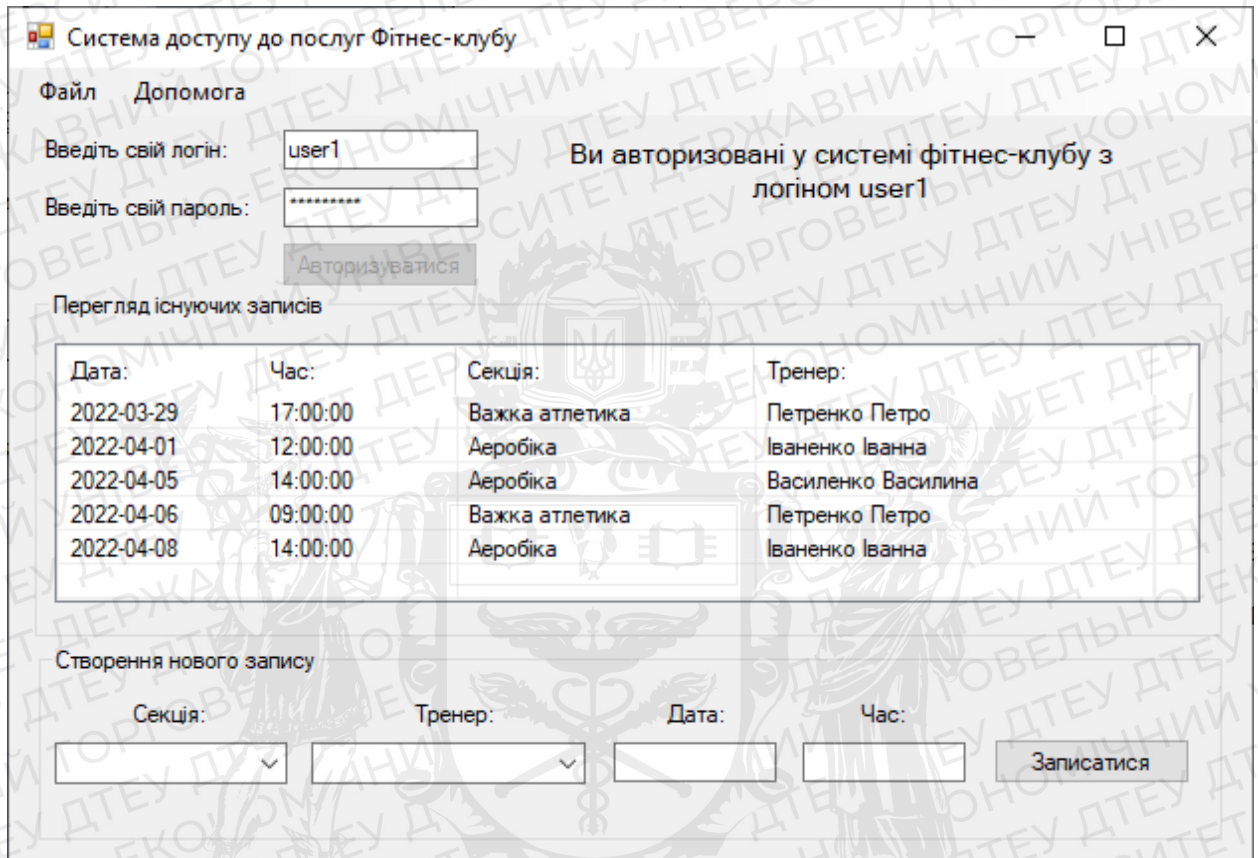 Система доступу до послуг Фітнес-клубу
Файл Допомога
Введіть свій логін: user1
Ви авторизовані у системі фітнес-клубу з
логіном user1
Введіть свій пароль: *********
Авторизуватися
Перегляд існуючих записів
Дата: Час: Секція: Тренер:
2022-03-29 17:00:00 Важка атлетика Петренко Петро
2022-04-01 12:00:00 Аеробіка Іваненко Іванна
2022-04-05 14:00:00 Аеробіка Василенко Василина
2022-04-06 09:00:00 Важка атлетика Петренко Петро
2022-04-08 14:00:00 Аеробіка Іваненко Іванна
Створення нового запису
Секція: Тренер: Дата: Час:
Записатися